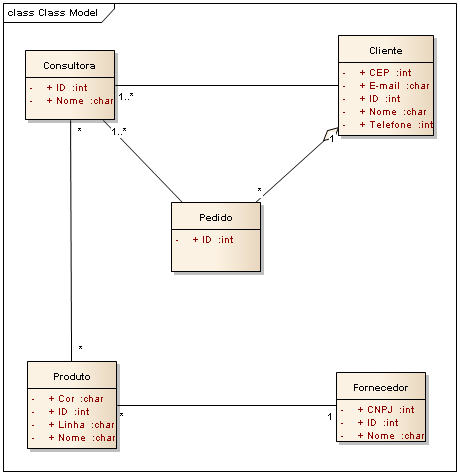 class Class Model
Consultora
- + ID :int
- + Nome :char
Cliente
- + CEP :int
- + E-mail :char
- + ID :int
- + Nome :char
- + Telefone :int
1..*
*
1..*
1
*
Pedido
- + ID :int
*
Produto
- + Cor :char
- + ID :int
- + Linha :char
- + Nome :char
*
1
Fornecedor
- + CNPJ :int
- + ID :int
- + Nome :char